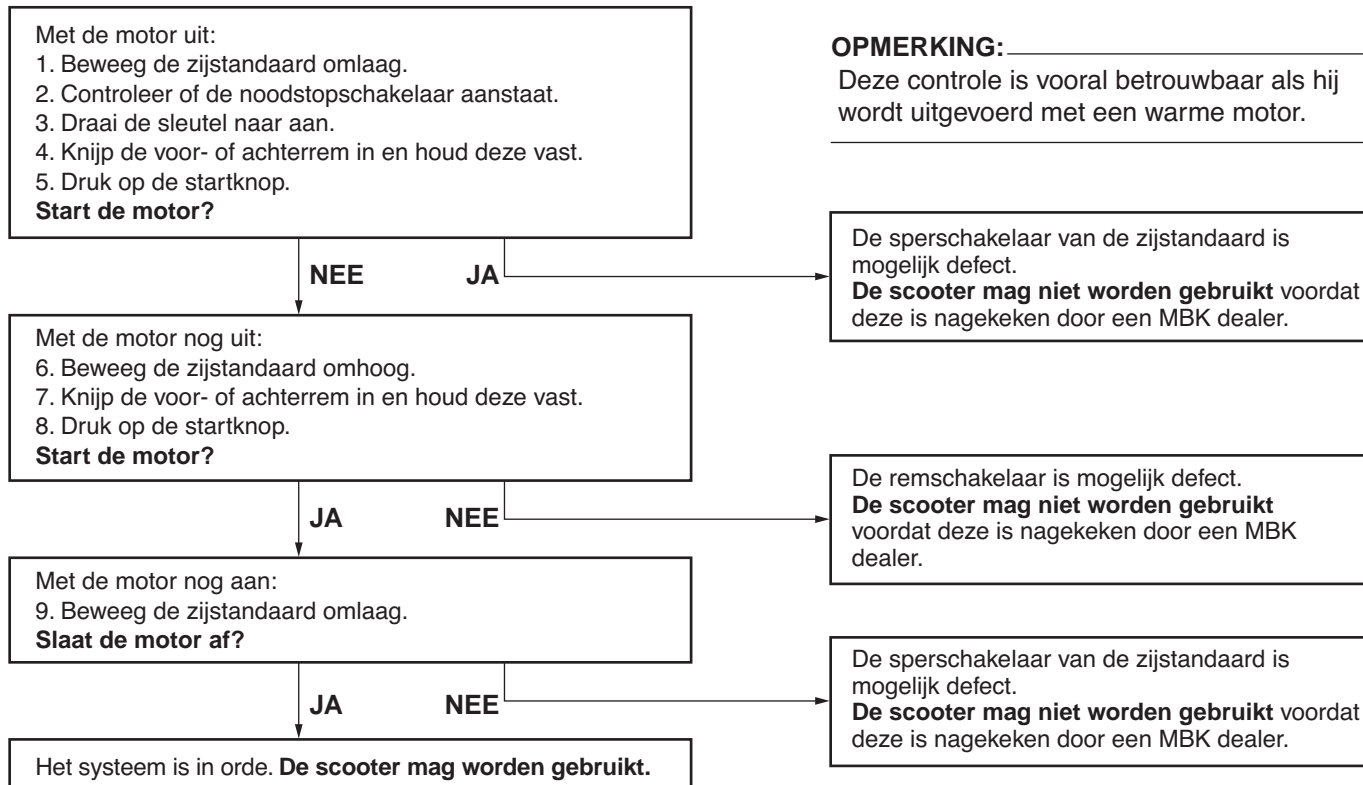 Met de motor uit:
1. Beweeg de zijstandaard omlaag.
2. Controleer of de noodstopschakelaar aanstaat.
3. Draai de sleutel naar aan.
4. Knijp de voor- of achterrem in en houd deze vast.
5. Druk op de startknop.
Start de motor?
OPMERKING:
Deze controle is vooral betrouwbaar als hij
wordt uitgevoerd met een warme motor.
NEE JA
De sperschakelaar van de zijstandaard is
mogelijk defect.
De scooter mag niet worden gebruikt voordat
deze is nagekeken door een MBK dealer.
Met de motor nog uit:
6. Beweeg de zijstandaard omhoog.
7. Knijp de voor- of achterrem in en houd deze vast.
8. Druk op de startknop.
Start de motor?
JA NEE
De remschakelaar is mogelijk defect.
De scooter mag niet worden gebruikt
voordat deze is nagekeken door een MBK
dealer.
Met de motor nog aan:
9. Beweeg de zijstandaard omlaag.
Slaat de motor af?
JA NEE
De sperschakelaar van de zijstandaard is
mogelijk defect.
De scooter mag niet worden gebruikt voordat
deze is nagekeken door een MBK dealer.
Het systeem is in orde. De scooter mag worden gebruikt.